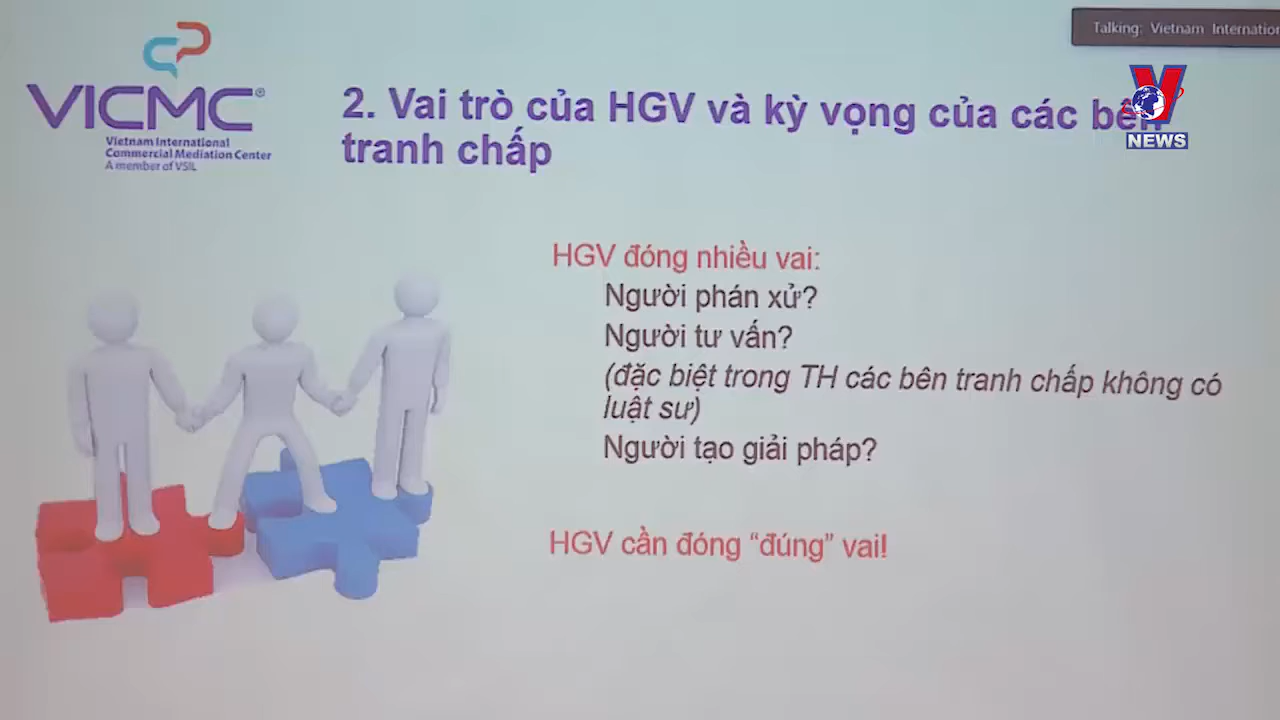 Talking: Vietnam Internation
VICMC®
Vietnam International
Commercial Mediation Center
A member of VSIL
2. Vai trò của HGV và kỳ vọng của các bên
tranh chấp
NEWS
HGV đóng nhiều vai:
Người phán xử?
Người tư vấn?
(đặc biệt trong TH các bên tranh chấp không có
luật sư)
Người tạo giải pháp?
HGV cần đóng “đúng” vai!